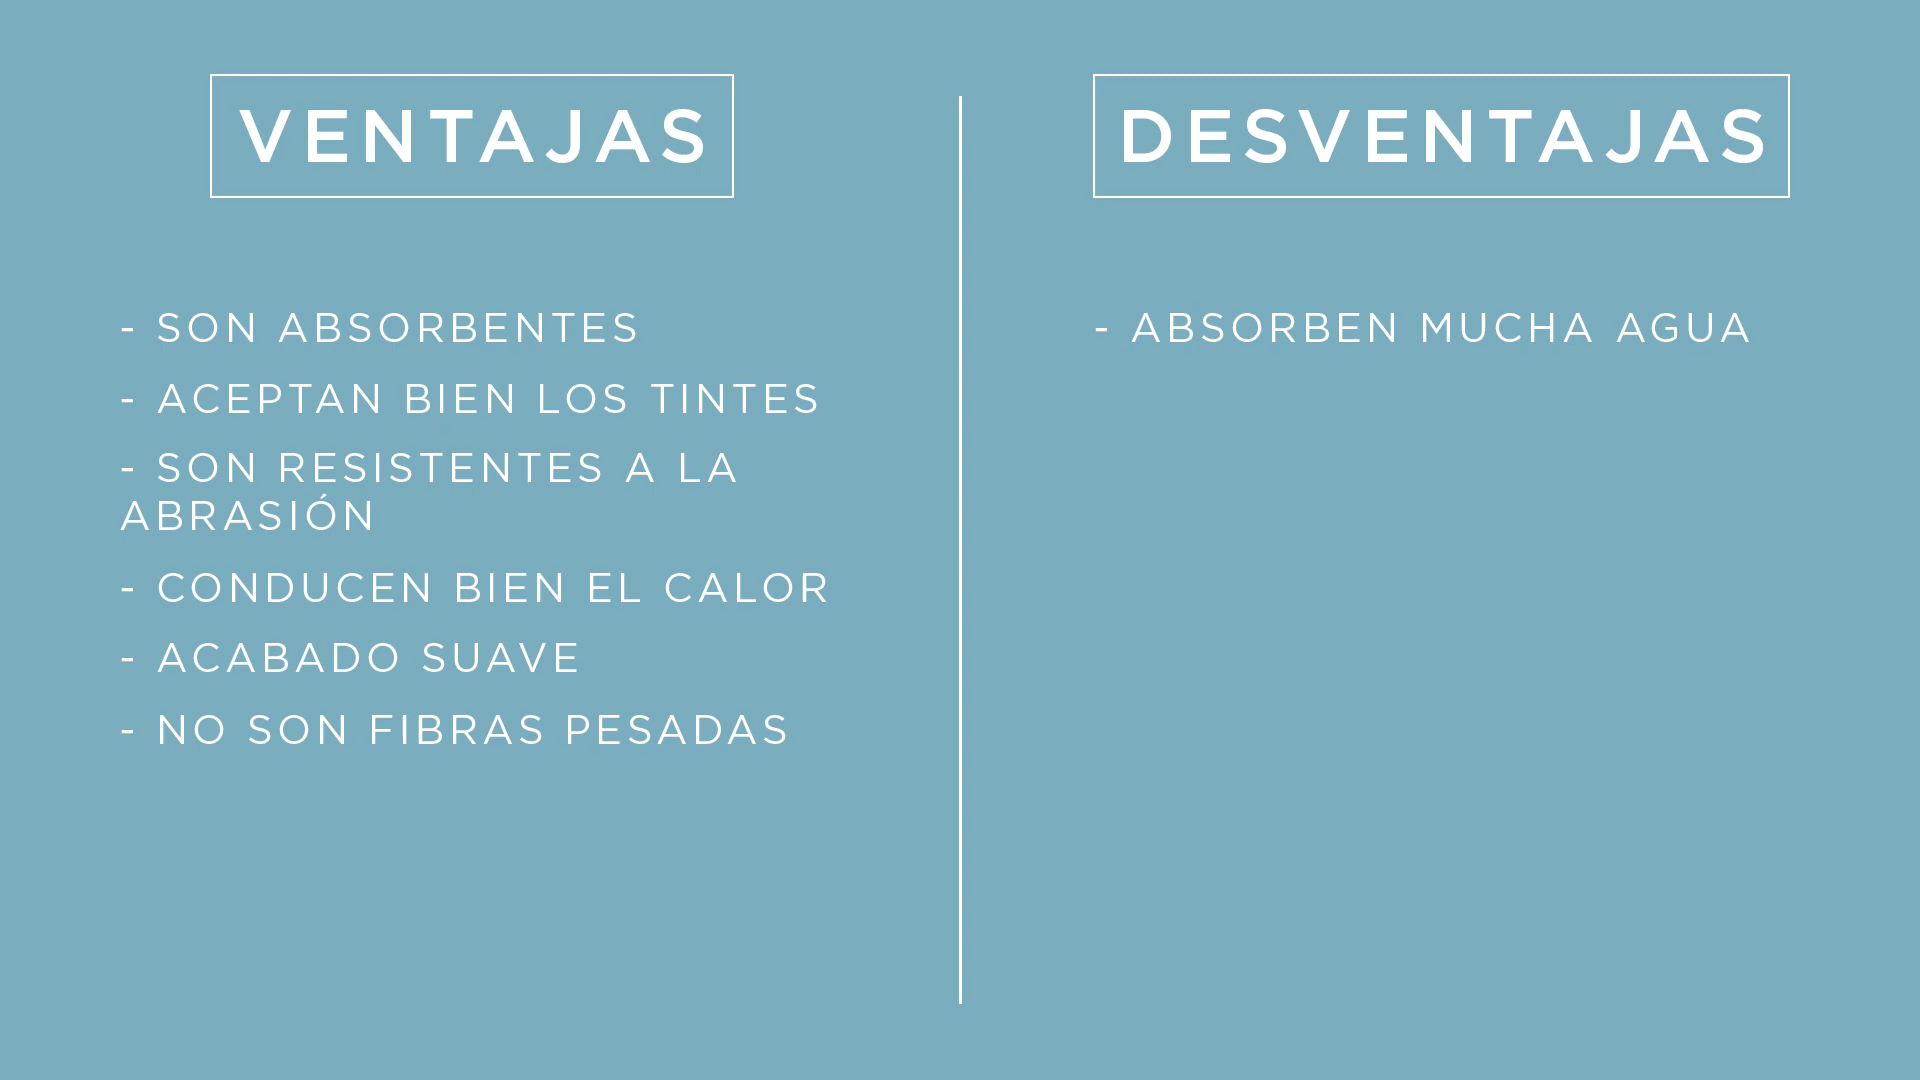 VENTAJAS
- SON ABSORBENTES
- ACEPTAN BIEN LOS TINTES
- SON RESISTENTES A LA
ABRASIÓN
- CONDUCEN BIEN EL CALOR
- ACABADO SUAVE
- NO SON FIBRAS PESADAS
DESVENTAJAS
- ABSORBEN MUCHA AGUA